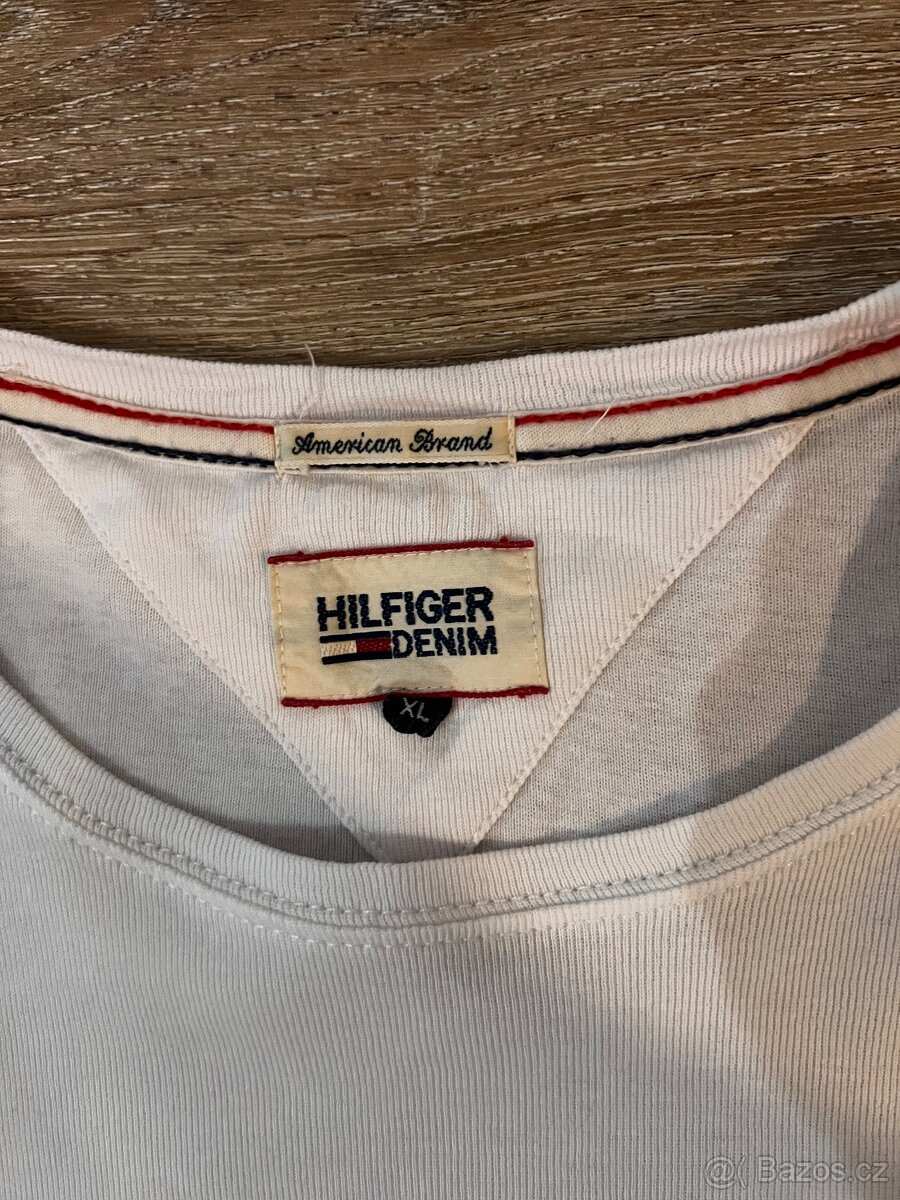 American Brand
HILFIGER
DENIM
XL
@( Bazos.cz